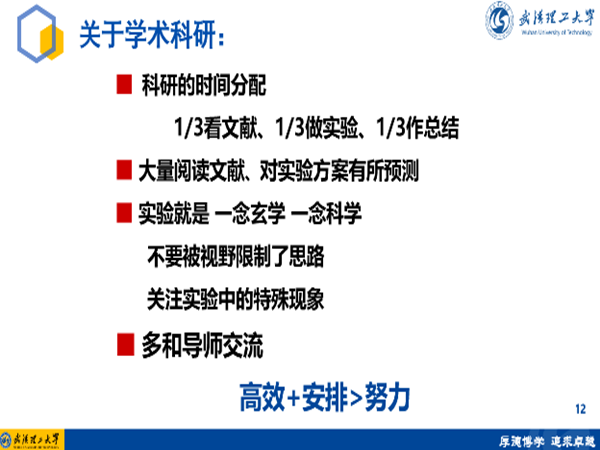 关于学术科研：
武汉理工大学
Wuhan University of Technology
■ 科研的时间分配
1/3看文献、1/3做实验、1/3作总结
■ 大量阅读文献、对实验方案有所预测
■ 实验就是 一念玄学 一念科学
不要被视野限制了思路
关注实验中的特殊现象
■ 多和导师交流
高效+安排>努力
12
武汉理工大学
厚德博学 追求卓越